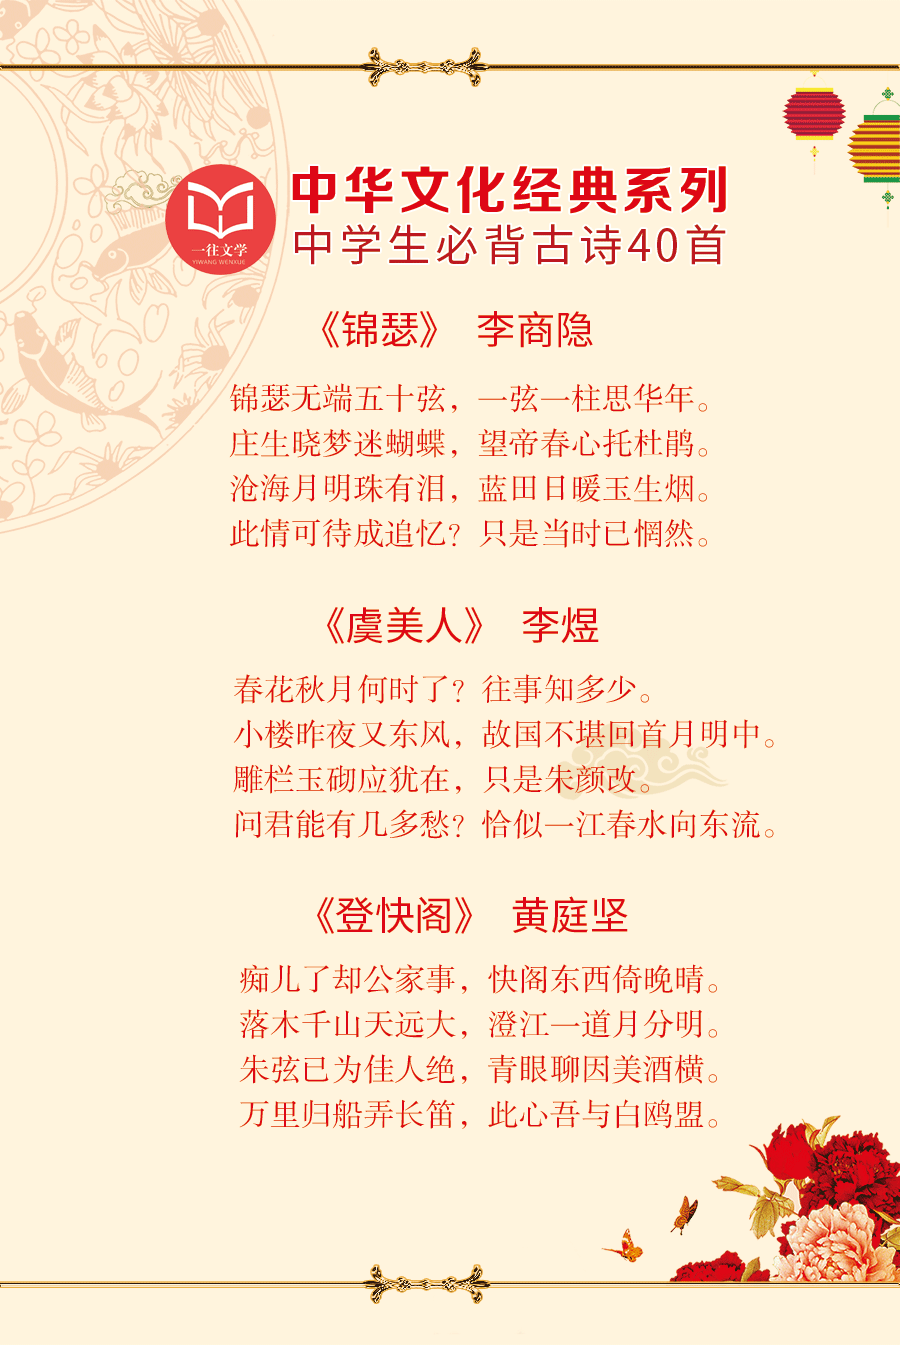 中华文化经典系列
中学生必背古诗40首
一往文学
YIWANG WENXUE
《锦瑟》 李商隐
锦瑟无端五十弦，一弦一柱思华年。
庄生晓梦迷蝴蝶，望帝春心托杜鹃。
沧海月明珠有泪，蓝田日暖玉生烟。
此情可待成追忆？只是当时已惘然。
《虞美人》 李煜
春花秋月何时了？往事知多少。
小楼昨夜又东风，故国不堪回首月明中。
雕栏玉砌应犹在，只是朱颜改。
问君能有几多愁？恰似一江春水向东流。
《登快阁》 黄庭坚
痴儿了却公家事，快阁东西倚晚晴。
落木千山天远大，澄江一道月分明。
朱弦已为佳人绝，青眼聊因美酒横。
万里归船弄长笛，此心吾与白鸥盟。